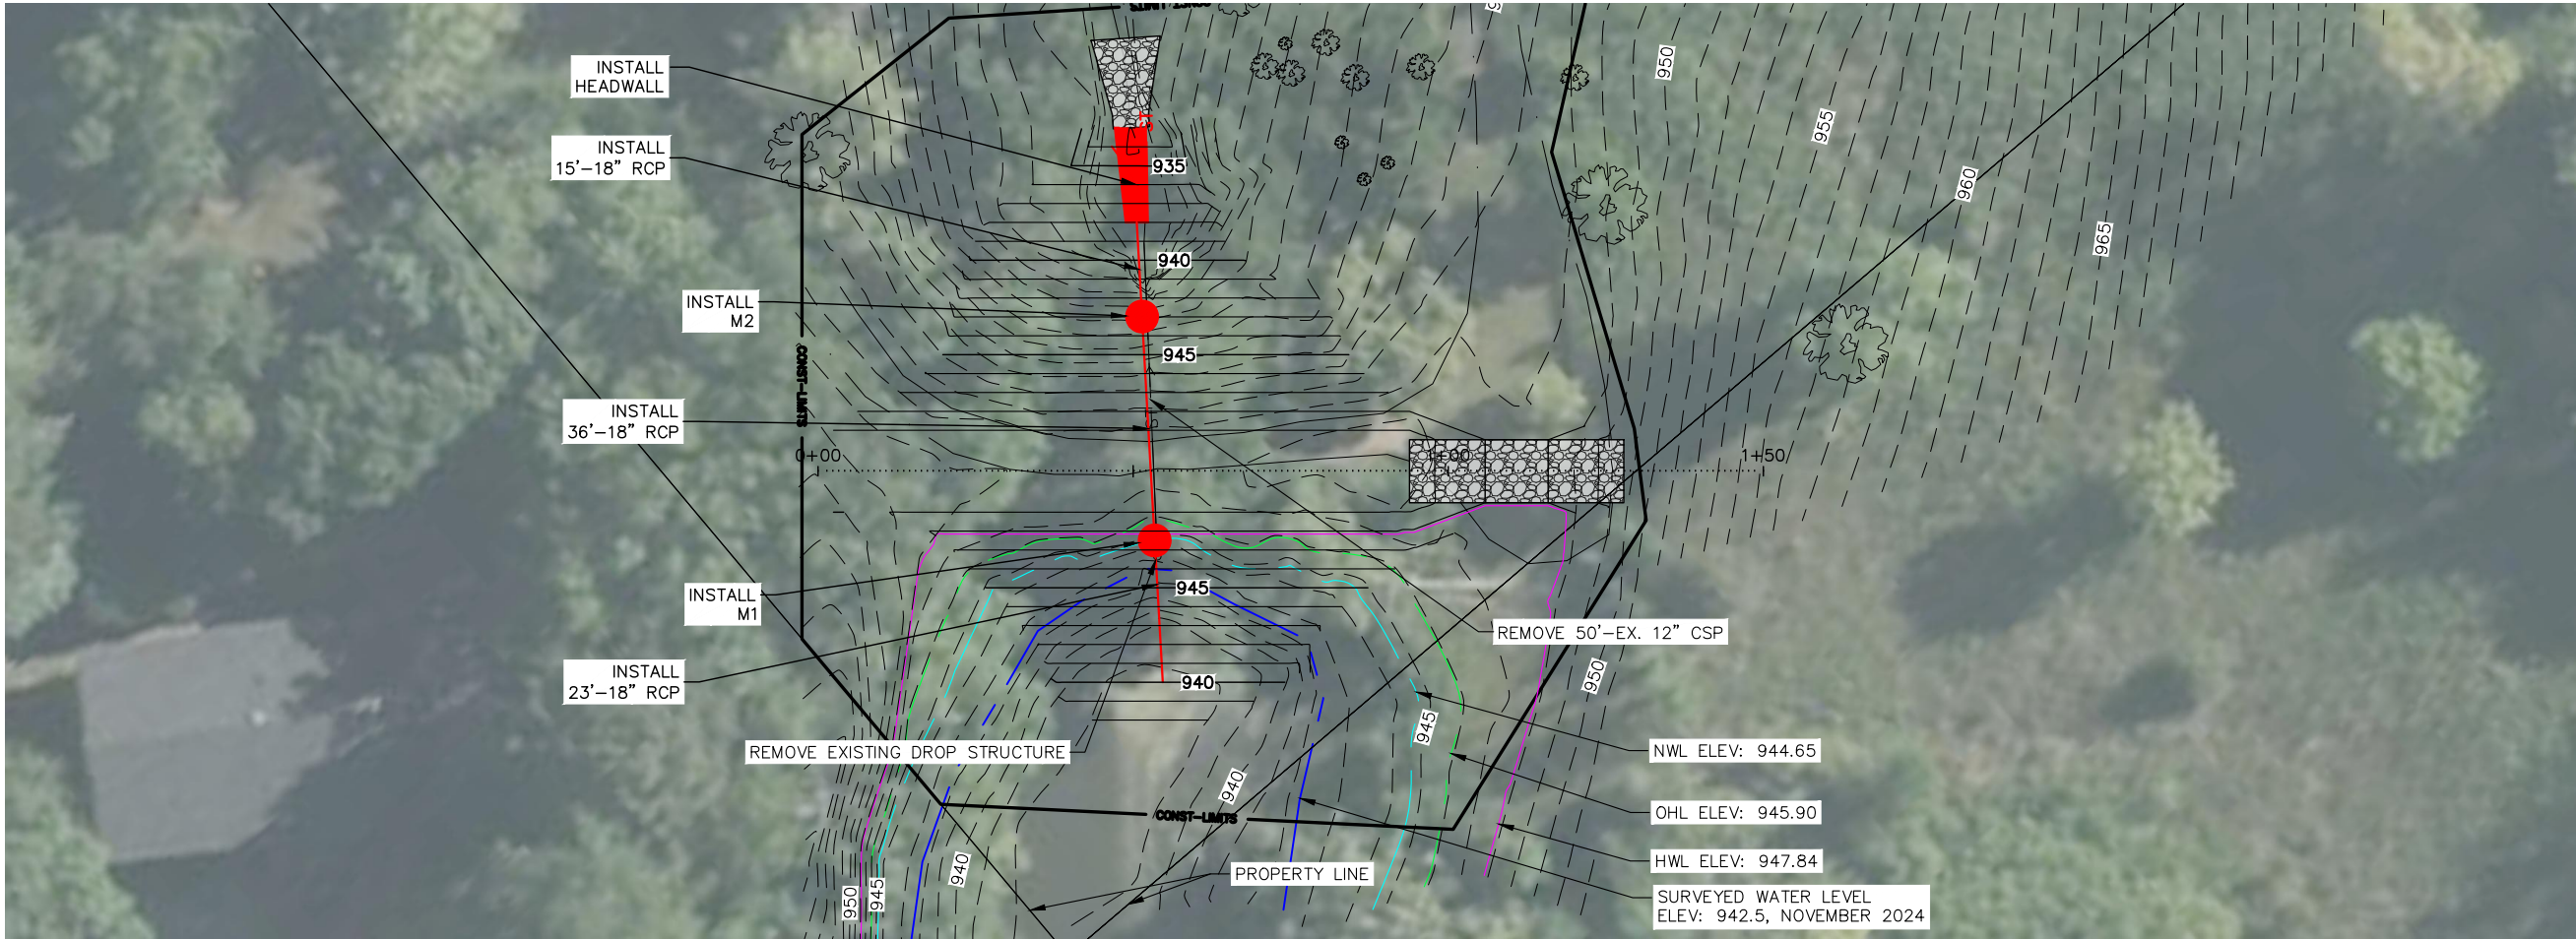 CONST-LIMITS
INSTALL
HEADWALL
950
955
INSTALL
15'-18" RCP
935
960
965
940
INSTALL
M2
945
CONST-LIMITS
INSTALL
36'-18" RCP
0+00
1+00
1+50
INSTALL
M1
945
REMOVE 50'-EX. 12" CSP
INSTALL
23'-18" RCP
940
950
945
REMOVE EXISTING DROP STRUCTURE
NWL ELEV: 944.65
940
OHL ELEV: 945.90
CONST-LIMITS
HWL ELEV: 947.84
940
PROPERTY LINE
950
945
SURVEYED WATER LEVEL
ELEV: 942.5, NOVEMBER 2024